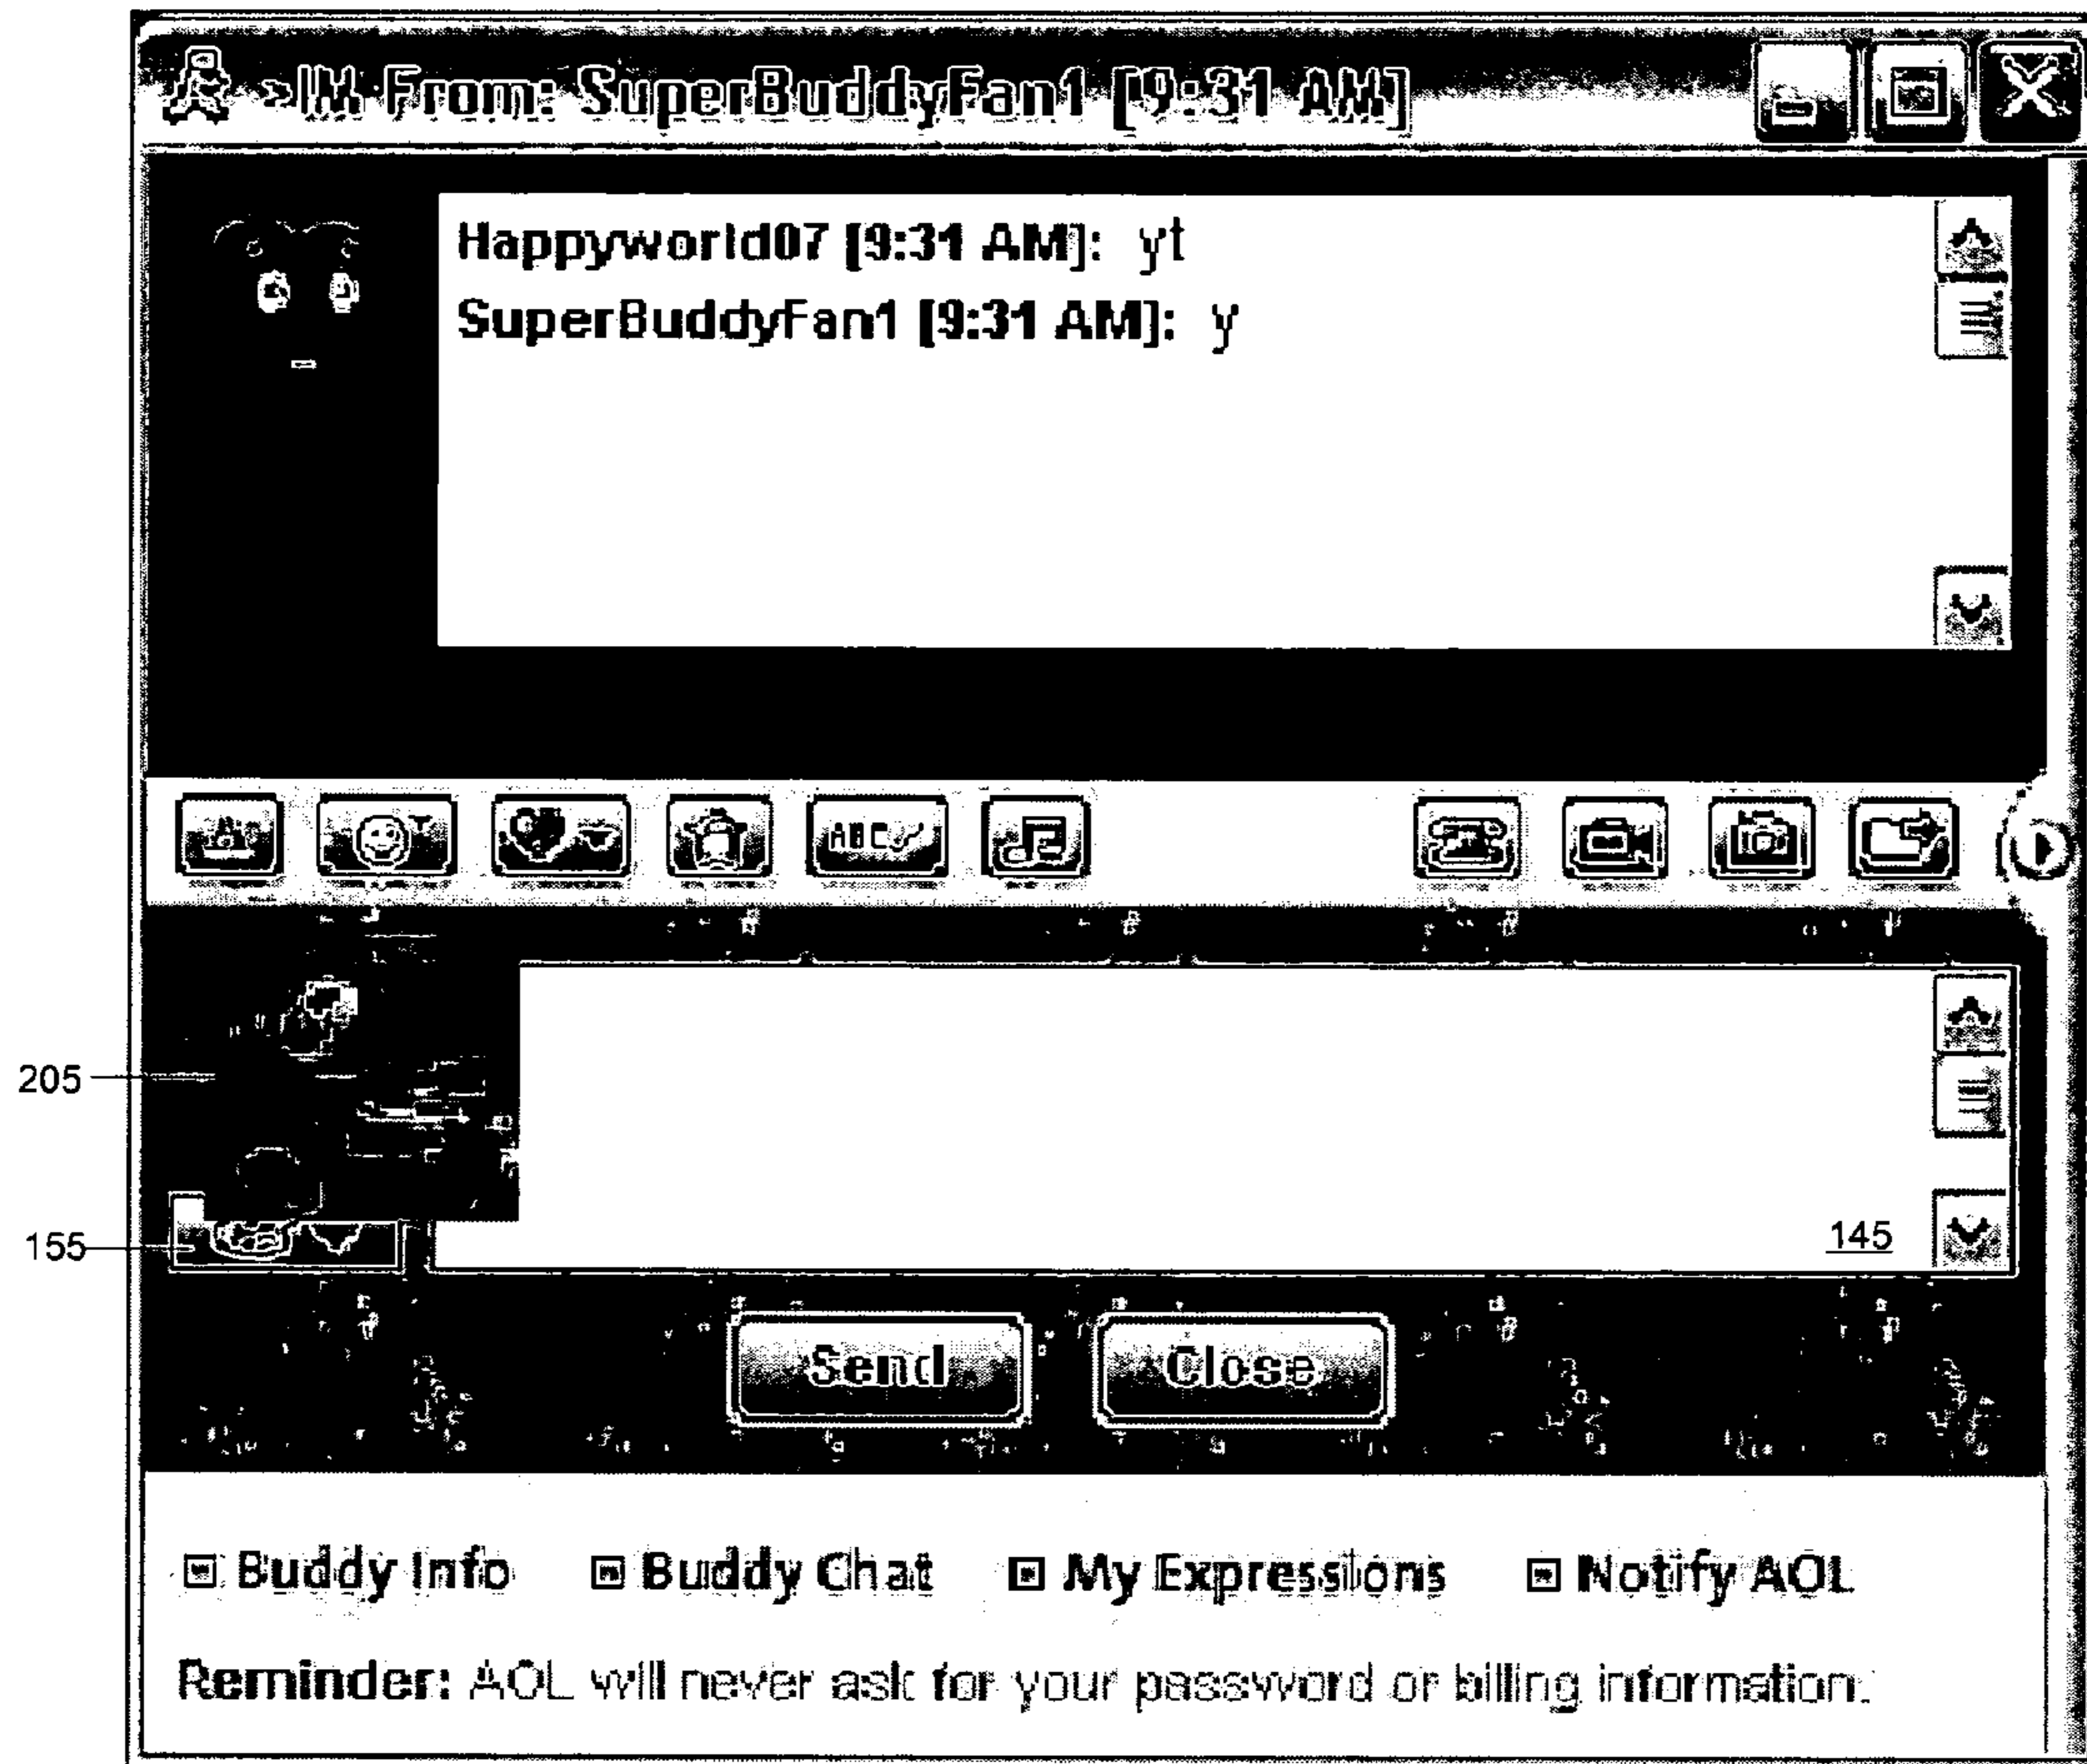 >IM From: SuperBuddyFan1 [9:31 AM]
Happyworld07 [9:31 AM]: yt
SuperBuddyFan1 [9:31 AM]: y
ABC
205
155
145
Send Close
Buddy Info Buddy Chat My Expressions Notify AOL
Reminder: AOL will never ask for your password or billing information.